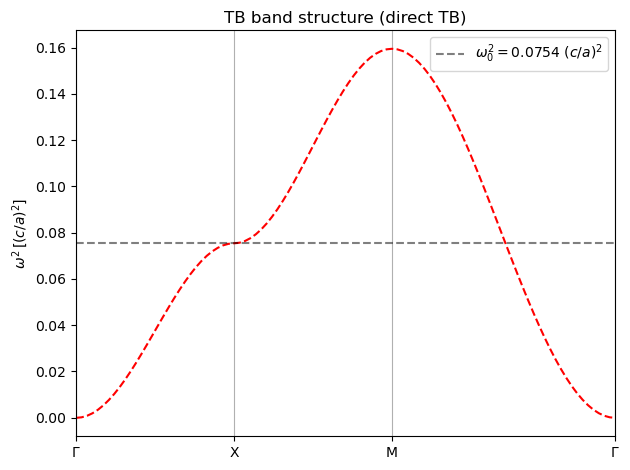 TB band structure (direct TB)
ω₀² = 0.0754 (c/a)²
0.16
0.14
0.12
0.10
0.08
0.06
0.04
0.02
0.00
ω² [(c/a)²]
Γ X M Γ